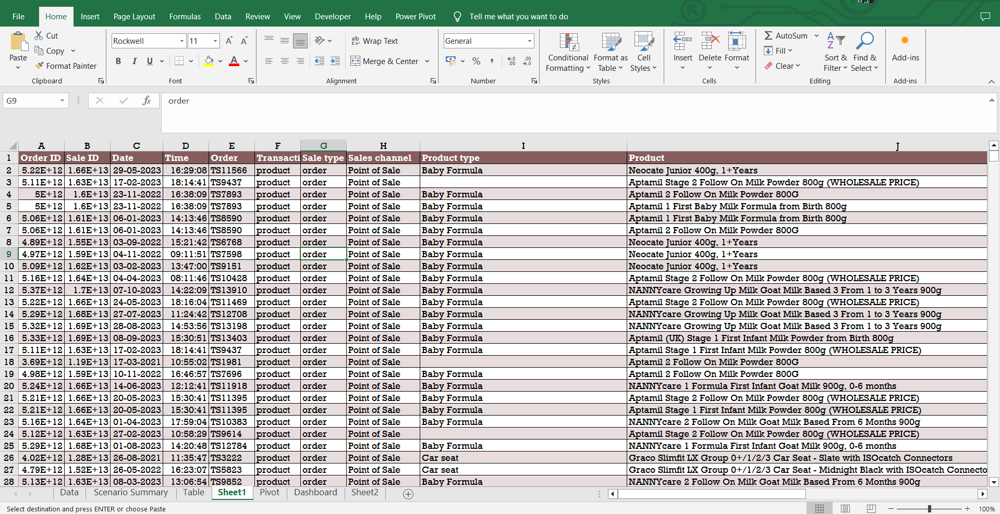 File Home Insert Page Layout Formulas Data Review View Developer Help Power Pivot Tell me what you want to do
Paste Cut Copy Format Painter Clipboard
Rockwell 11 B I U A Font
ab Wrap Text Merge & Center Alignment
General % , .00 Number
Conditional Formatting Format as Table Cell Styles Styles
Insert Delete Format Cells
AutoSum Fill Clear Sort & Filter Find & Select Editing
Add-ins Add-ins
G9 fx order
A B C D E F G H I J
1 Order ID Sale ID Date Time Order Transacti Sale type Sales channel Product type Product
2 5.22E+12 1.66E+13 29-05-2023 16:29:08 TS11566 product order Point of Sale Baby Formula Neocate Junior 400g, 1+Years
3 5.11E+12 1.63E+13 17-02-2023 18:14:41 TS9437 product order Point of Sale Aptamil Stage 2 Follow On Milk Powder 800g (WHOLESALE PRICE)
4 5E+12 1.6E+13 23-11-2022 16:38:09 TS7893 product order Point of Sale Baby Formula Aptamil 2 Follow On Milk Powder 800G
5 5E+12 1.6E+13 23-11-2022 16:38:09 TS7893 product order Point of Sale Baby Formula Aptamil 1 First Baby Milk Formula from Birth 800g
6 5.06E+12 1.61E+13 06-01-2023 14:13:46 TS8590 product order Point of Sale Baby Formula Aptamil 1 First Baby Milk Formula from Birth 800g
7 5.06E+12 1.61E+13 06-01-2023 14:13:46 TS8590 product order Point of Sale Baby Formula Aptamil 2 Follow On Milk Powder 800G
8 4.89E+12 1.55E+13 03-09-2022 15:21:42 TS6768 product order Point of Sale Baby Formula Neocate Junior 400g, 1+Years
9 4.97E+12 1.59E+13 04-11-2022 09:11:51 TS7598 product order Point of Sale Baby Formula Neocate Junior 400g, 1+Years
10 5.09E+12 1.62E+13 03-02-2023 13:47:00 TS9151 product order Point of Sale Baby Formula Neocate Junior 400g, 1+Years
11 5.16E+12 1.64E+13 04-04-2023 08:11:46 TS10428 product order Point of Sale Baby Formula Aptamil Stage 2 Follow On Milk Powder 800g (WHOLESALE PRICE)
12 5.37E+12 1.7E+13 07-10-2023 14:22:09 TS13910 product order Point of Sale Baby Formula NANNYcare Growing Up Milk Goat Milk Based 3 From 1 to 3 Years 900g
13 5.22E+12 1.66E+13 24-05-2023 18:16:04 TS11469 product order Point of Sale Baby Formula Aptamil Stage 2 Follow On Milk Powder 800g (WHOLESALE PRICE)
14 5.29E+12 1.68E+13 27-07-2023 11:24:42 TS12708 product order Point of Sale Baby Formula NANNYcare Growing Up Milk Goat Milk Based 3 From 1 to 3 Years 900g
15 5.32E+12 1.69E+13 28-08-2023 14:53:56 TS13198 product order Point of Sale Baby Formula NANNYcare Growing Up Milk Goat Milk Based 3 From 1 to 3 Years 900g
16 5.33E+12 1.69E+13 08-09-2023 15:30:51 TS13403 product order Point of Sale Baby Formula Aptamil (UK) Stage 1 First Infant Milk Powder from Birth 800g
17 5.11E+12 1.63E+13 17-02-2023 18:14:41 TS9437 product order Point of Sale Baby Formula Aptamil Stage 1 First Infant Milk Powder 800g (WHOLESALE PRICE)
18 3.69E+12 1.19E+13 17-03-2021 10:55:02 TS1981 product order Point of Sale Aptamil 2 Follow On Milk Powder 800G
19 4.98E+12 1.59E+13 10-11-2022 16:46:57 TS7696 product order Point of Sale Baby Formula Aptamil 2 Follow On Milk Powder 800G
20 5.24E+12 1.66E+13 14-06-2023 12:12:41 TS11918 product order Point of Sale Baby Formula NANNYcare 1 Formula First Infant Goat Milk 900g, 0-6 months
21 5.21E+12 1.66E+13 20-05-2023 15:30:41 TS11395 product order Point of Sale Baby Formula Aptamil Stage 2 Follow On Milk Powder 800g (WHOLESALE PRICE)
22 5.21E+12 1.66E+13 20-05-2023 15:30:41 TS11395 product order Point of Sale Baby Formula Aptamil Stage 1 First Infant Milk Powder 800g (WHOLESALE PRICE)
23 5.16E+12 1.64E+13 01-04-2023 17:59:04 TS10383 product order Point of Sale Baby Formula NANNYcare 2 Follow On Milk Goat Milk Based From 6 Months 900g
24 5.12E+12 1.63E+13 27-02-2023 10:58:29 TS9614 product order Point of Sale Aptamil Stage 2 Follow On Milk Powder 800g (WHOLESALE PRICE)
25 5.29E+12 1.68E+13 01-08-2023 14:20:48 TS12784 product order Point of Sale Baby Formula NANNYcare 1 Formula First Infant Goat Milk 900g, 0-6 months
26 4.02E+12 1.28E+13 26-08-2021 11:35:47 TS3222 product order Point of Sale Car seat Graco Slimfit LX Group 0+/1/2/3 Car Seat - Slate with ISOcatch Connectors
27 4.79E+12 1.52E+13 26-05-2022 16:23:07 TS5823 product order Point of Sale Car seat Graco Slimfit LX Group 0+/1/2/3 Car Seat - Midnight Black with ISOcatch Connecto
28 5.13E+12 1.63E+13 08-03-2023 13:06:54 TS9852 product order Point of Sale Baby Formula NANNYcare 2 Follow On Milk Goat Milk Based From 6 Months 900g
Data Scenario Summary Table Sheet1 Pivot Dashboard Sheet2
Select destination and press ENTER or choose Paste 100%